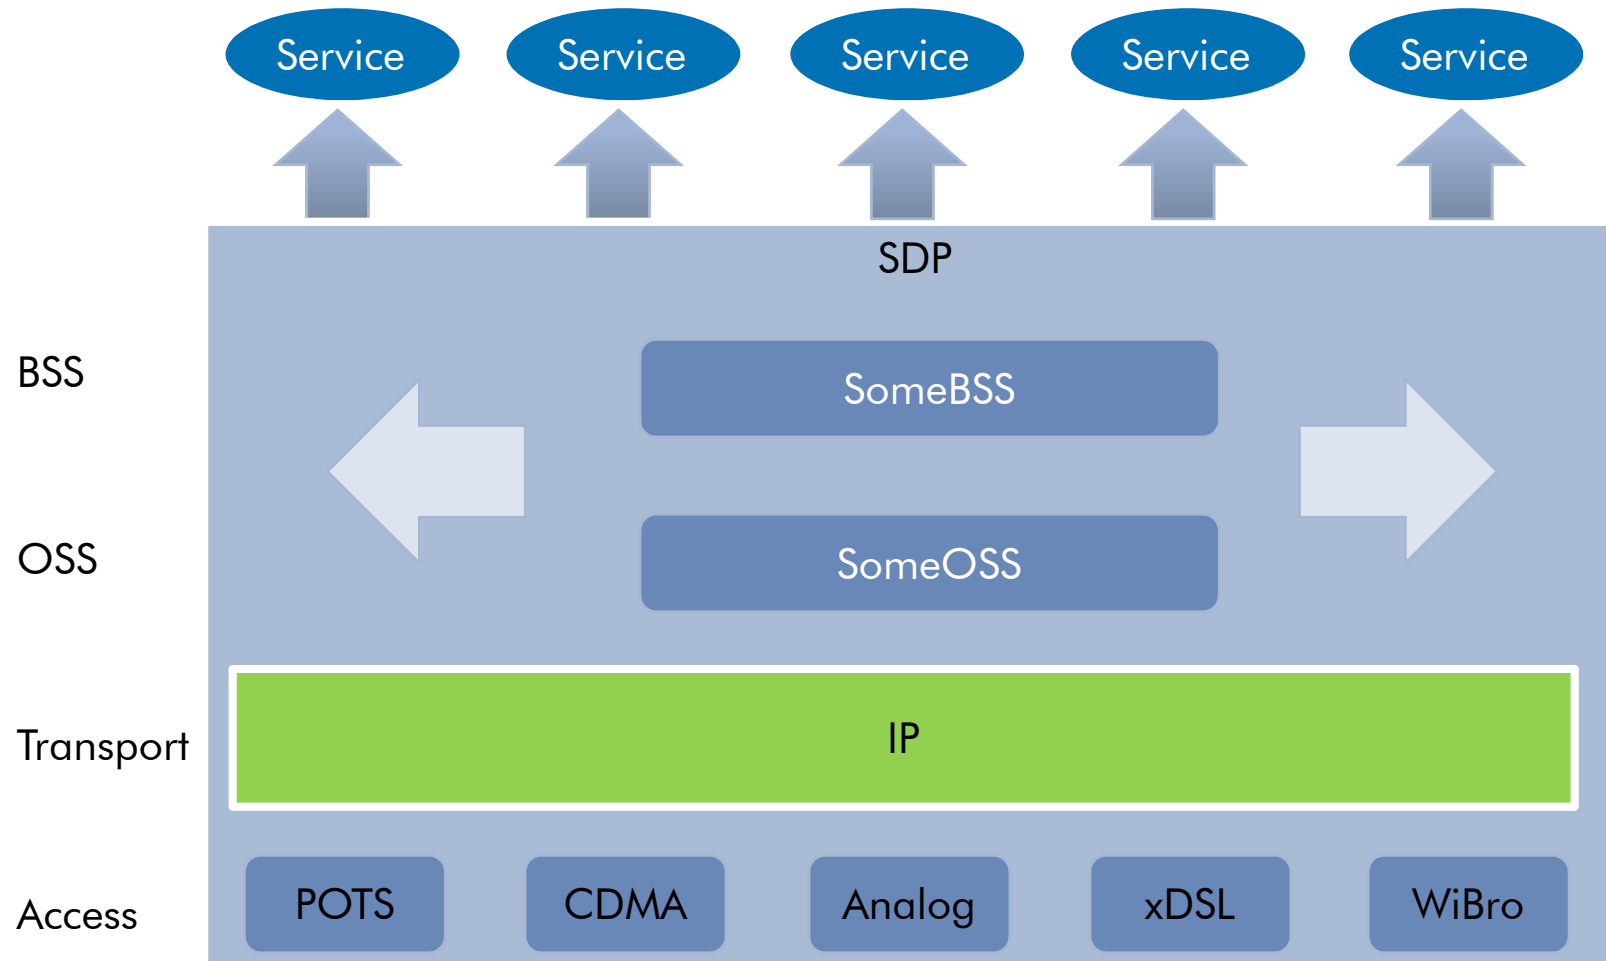 Service
Service
Service
Service
Service
SDP
BSS
SomeBSS
OSS
SomeOSS
Transport
IP
Access
POTS
CDMA
Analog
xDSL
WiBro